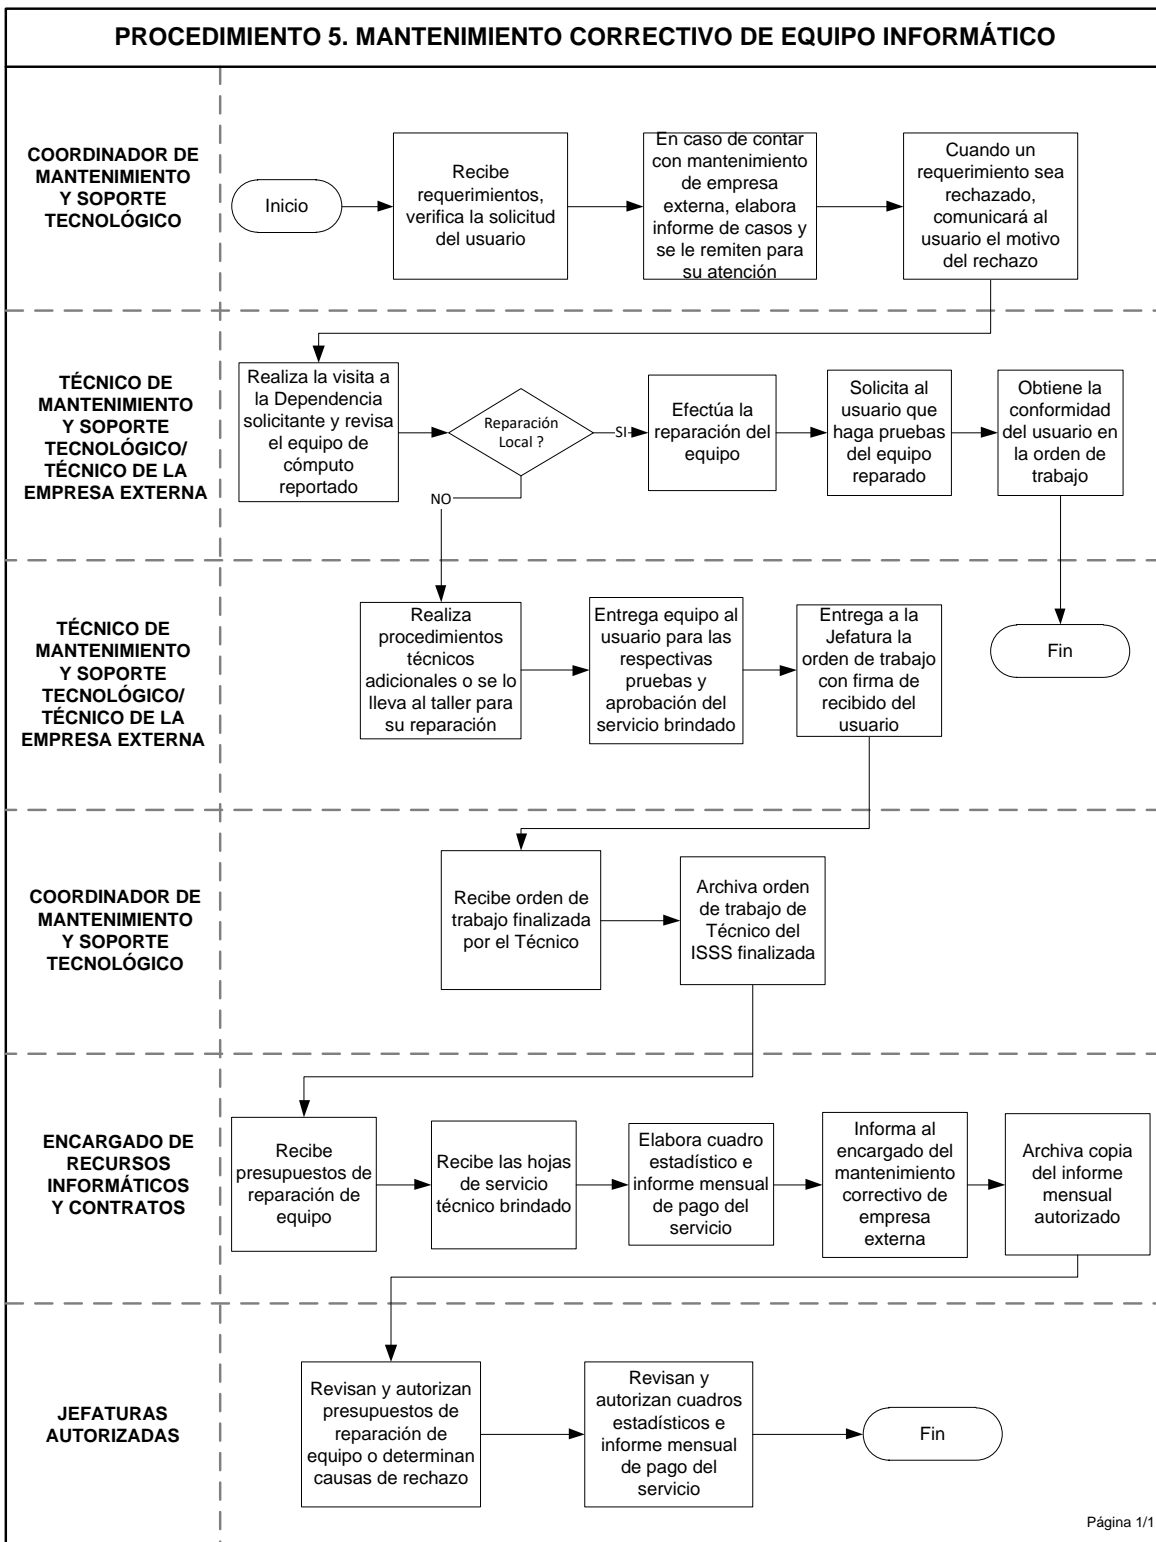 PROCEDIMIENTO 5. MANTENIMIENTO CORRECTIVO DE EQUIPO INFORMÁTICO
COORDINADOR DE
MANTENIMIENTO
Y SOPORTE
TECNOLÓGICO
Inicio
Recibe
requerimientos,
verifica la solicitud
del usuario
En caso de contar
con mantenimiento
de empresa
externa, elabora
informe de casos y
se le remiten para
su atención
Cuando un
requerimiento sea
rechazado,
comunicará al
usuario el motivo
del rechazo
TÉCNICO DE
MANTENIMIENTO
Y SOPORTE
TECNOLÓGICO/
TÉCNICO DE LA
EMPRESA EXTERNA
Realiza la visita a
la Dependencia
solicitante y revisa
el equipo de
cómputo
reportado
Reparación
Local ?
SI
NO
Efectúa la
reparación del
equipo
Solicita al
usuario que
haga pruebas
del equipo
reparado
Obtiene la
conformidad
del usuario en
la orden de
trabajo
TÉCNICO DE
MANTENIMIENTO
Y SOPORTE
TECNOLÓGICO/
TÉCNICO DE LA
EMPRESA EXTERNA
Realiza
procedimientos
técnicos
adicionales o se lo
lleva al taller para
su reparación
Entrega equipo al
usuario para las
respectivas
pruebas y
aprobación del
servicio brindado
Entrega a la
Jefatura la
orden de trabajo
con firma de
recibido del
usuario
Fin
COORDINADOR DE
MANTENIMIENTO
Y SOPORTE
TECNOLÓGICO
Recibe orden de
trabajo finalizada
por el Técnico
Archiva orden
de trabajo de
Técnico del
ISSS finalizada
ENCARGADO DE
RECURSOS
INFORMÁTICOS
Y CONTRATOS
Recibe
presupuestos de
reparación de
equipo
Recibe las hojas
de servicio
técnico brindado
Elabora cuadro
estadístico e
informe mensual
de pago del
servicio
Informa al
encargado del
mantenimiento
correctivo de
empresa
externa
Archiva copia
del informe
mensual
autorizado
JEFATURAS
AUTORIZADAS
Revisan y autorizan
presupuestos de
reparación de
equipo o determinan
causas de rechazo
Revisan y
autorizan cuadros
estadísticos e
informe mensual
de pago del
servicio
Fin
Página 1/1